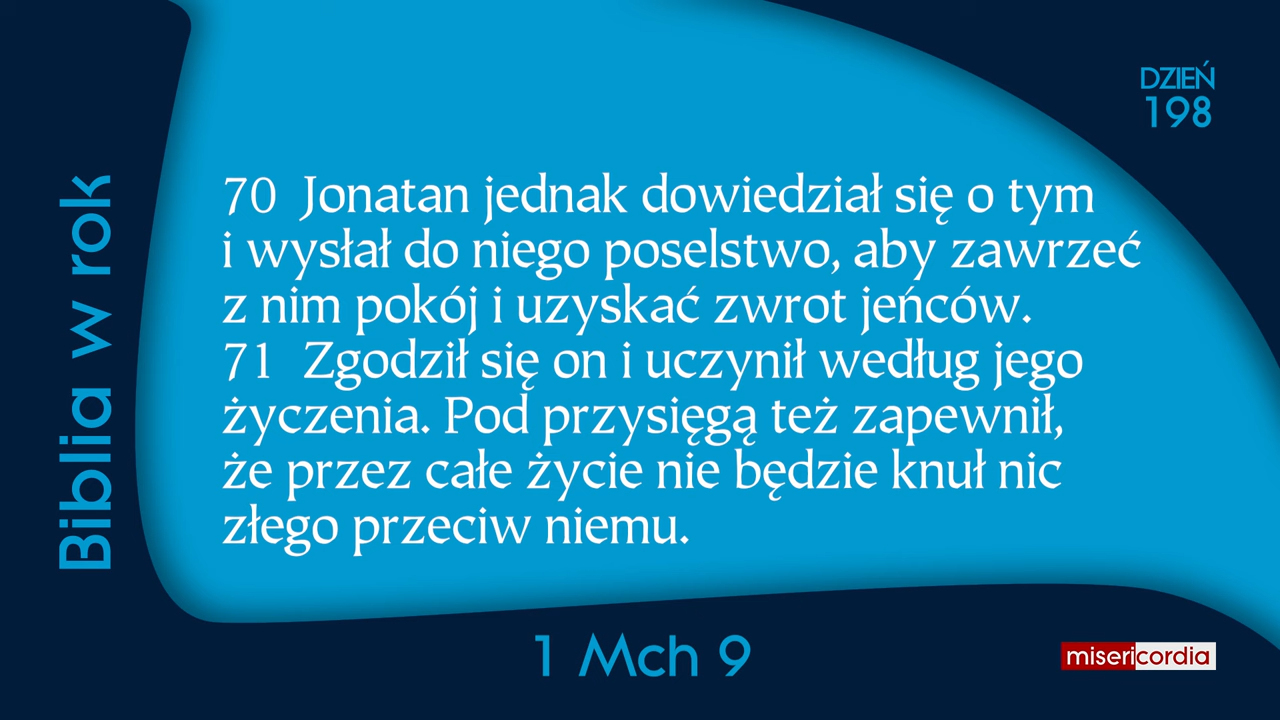 DZIEŃ
198
Biblia w rok
70 Jonatan jednak dowiedział się o tym
i wysłał do niego poselstwo, aby zawrzeć
z nim pokój i uzyskać zwrot jeńców.
71 Zgodził się on i uczynił według jego
życzenia. Pod przysięgą też zapewnił,
że przez całe życie nie będzie knuł nic
złego przeciw niemu.
1 Mch 9
misericordia